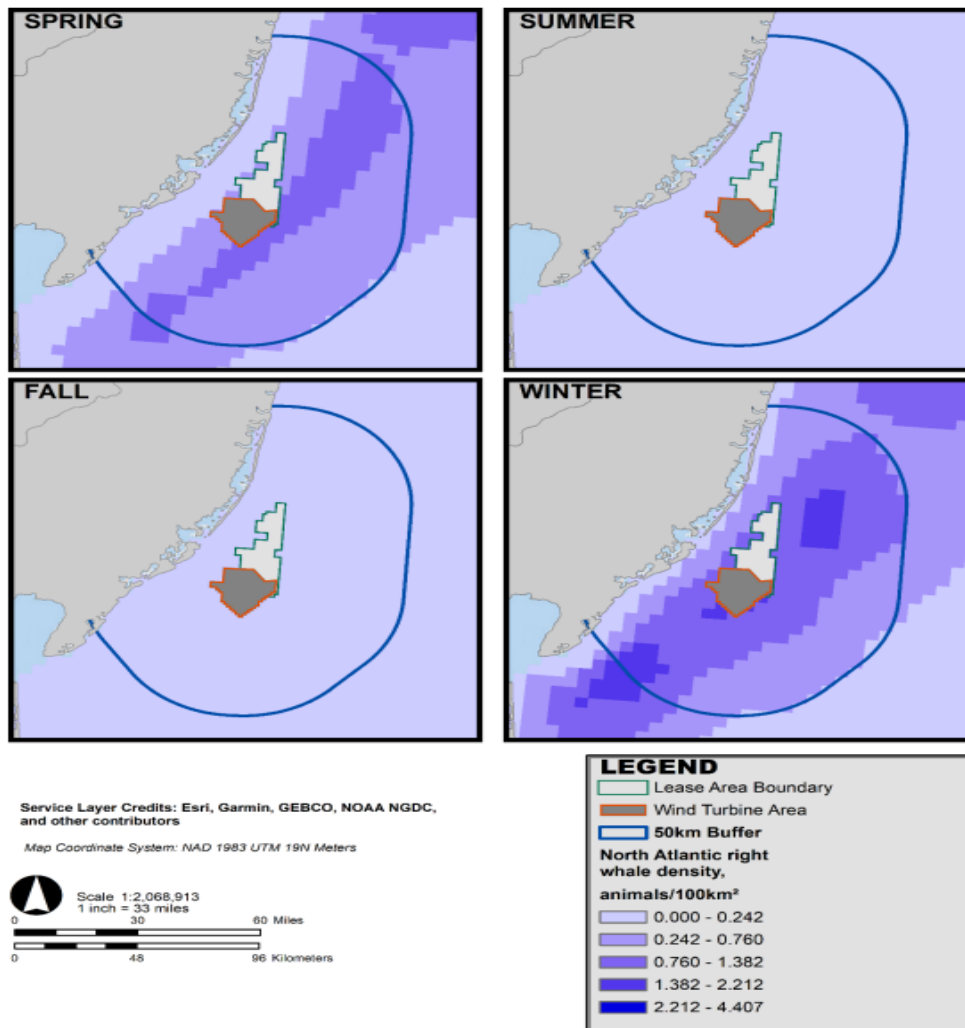 SPRING
SUMMER
FALL
WINTER
Service Layer Credits: Esri, Garmin, GEBCO, NOAA NGDC,
and other contributors
Map Coordinate System: NAD 1983 UTM 19N Meters
Scale 1:2,068,913
1 inch = 33 miles
0 30 60 Miles
0 48 96 Kilometers
LEGEND
Lease Area Boundary
Wind Turbine Area
50km Buffer
North Atlantic right
whale density,
animals/100km²
0.000 - 0.242
0.242 - 0.760
0.760 - 1.382
1.382 - 2.212
2.212 - 4.407